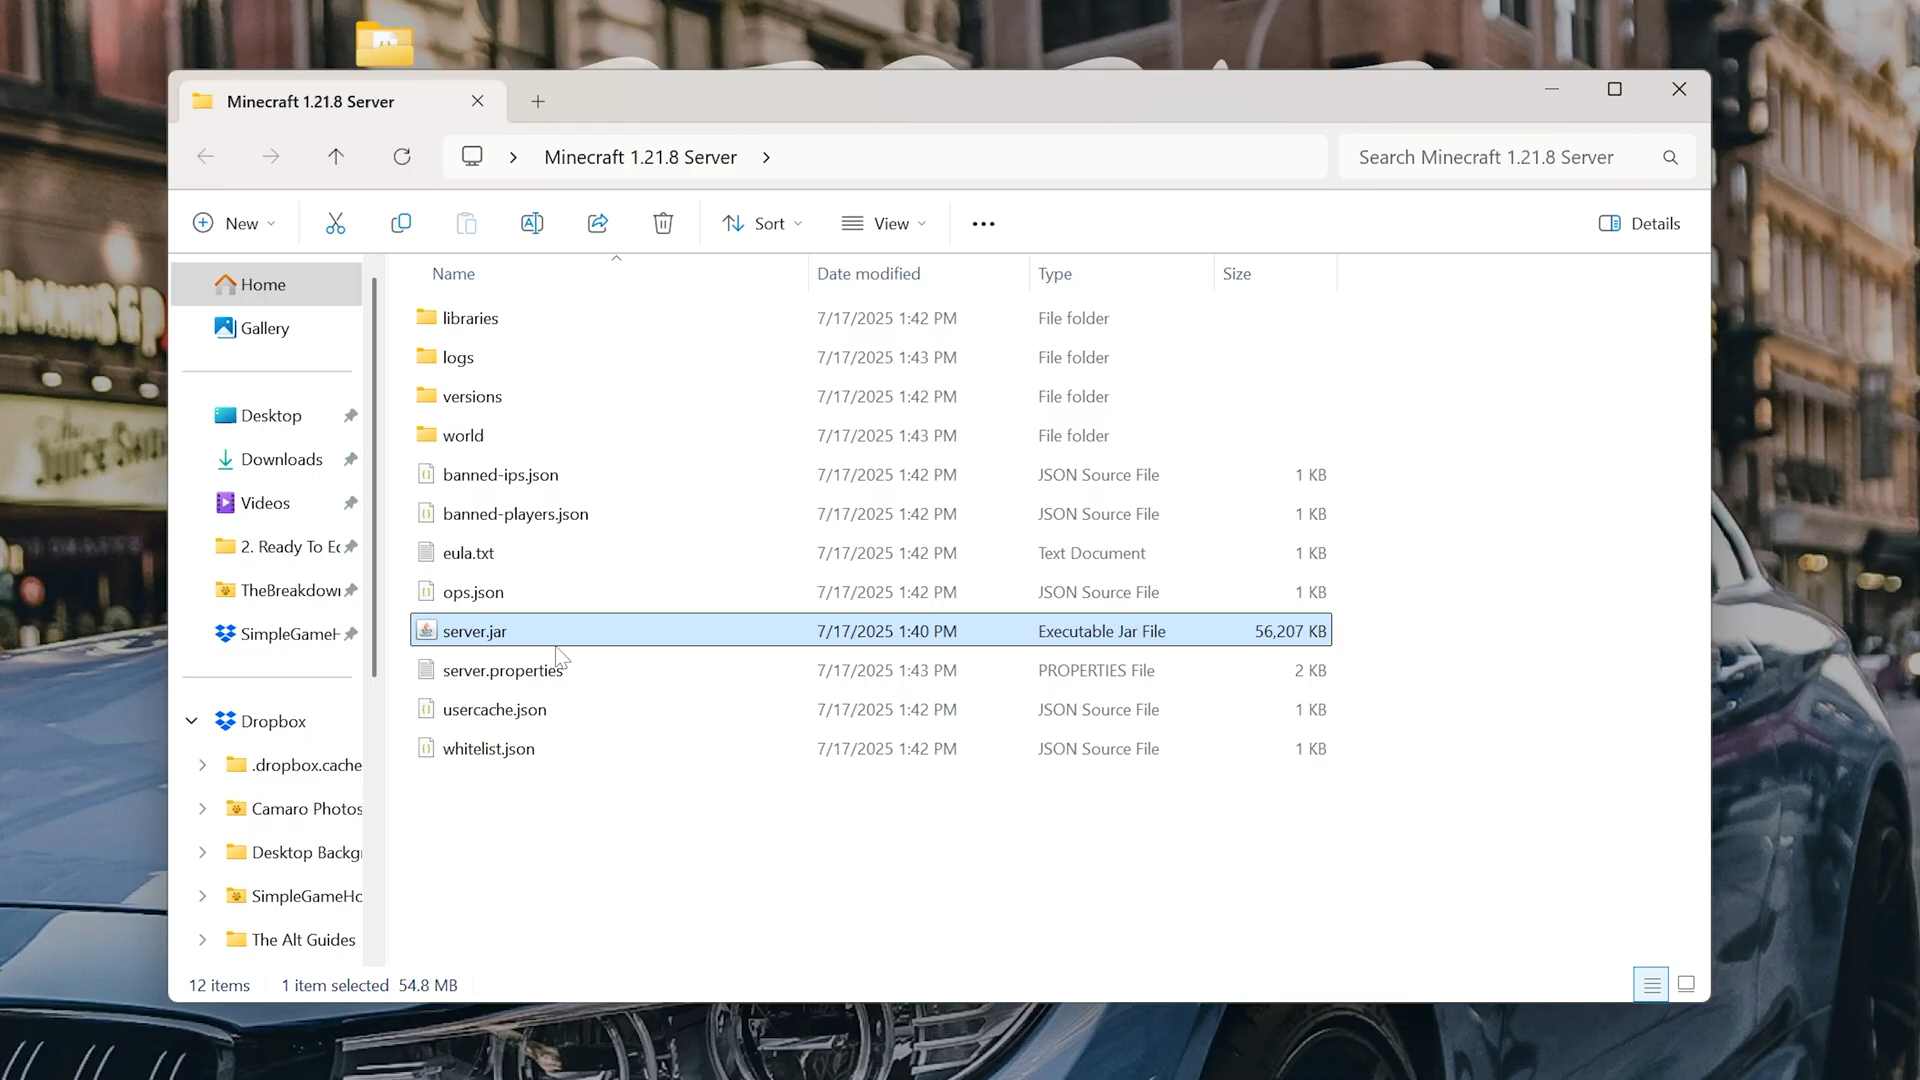 Minecraft 1.21.8 Server
Minecraft 1.21.8 Server
Search Minecraft 1.21.8 Server
New
Sort
View
Details
Home
Gallery
Desktop
Downloads
Videos
2. Ready To Ec
TheBreakdown
SimpleGameH
Dropbox
.dropbox.cache
Camaro Photos
Desktop Backg
SimpleGameHo
The Alt Guides
Name Date modified Type Size
libraries 7/17/2025 1:42 PM File folder
logs 7/17/2025 1:43 PM File folder
versions 7/17/2025 1:42 PM File folder
world 7/17/2025 1:43 PM File folder
banned-ips.json 7/17/2025 1:42 PM JSON Source File 1 KB
banned-players.json 7/17/2025 1:42 PM JSON Source File 1 KB
eula.txt 7/17/2025 1:42 PM Text Document 1 KB
ops.json 7/17/2025 1:42 PM JSON Source File 1 KB
server.jar 7/17/2025 1:40 PM Executable Jar File 56,207 KB
server.properties 7/17/2025 1:43 PM PROPERTIES File 2 KB
usercache.json 7/17/2025 1:42 PM JSON Source File 1 KB
whitelist.json 7/17/2025 1:42 PM JSON Source File 1 KB
12 items 1 item selected 54.8 MB